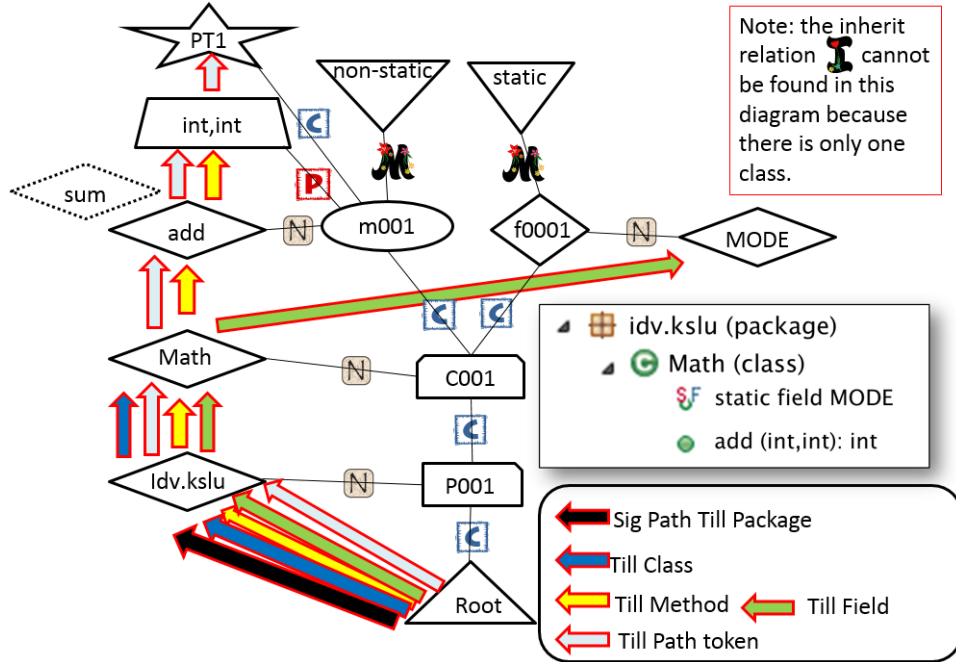 PT1
Note: the inherit
relation I cannot
be found in this
diagram because
there is only one
class.
non-static
static
int,int
C
M
M
P
sum
add
N
m001
f0001
N
MODE
C
C
idv.kslu (package)
Math
N
C001
C Math (class)
S F static field MODE
C
add (int,int): int
Idv.kslu
N
P001
C
Sig Path Till Package
Till Class
Root
Till Method
Till Field
Till Path token